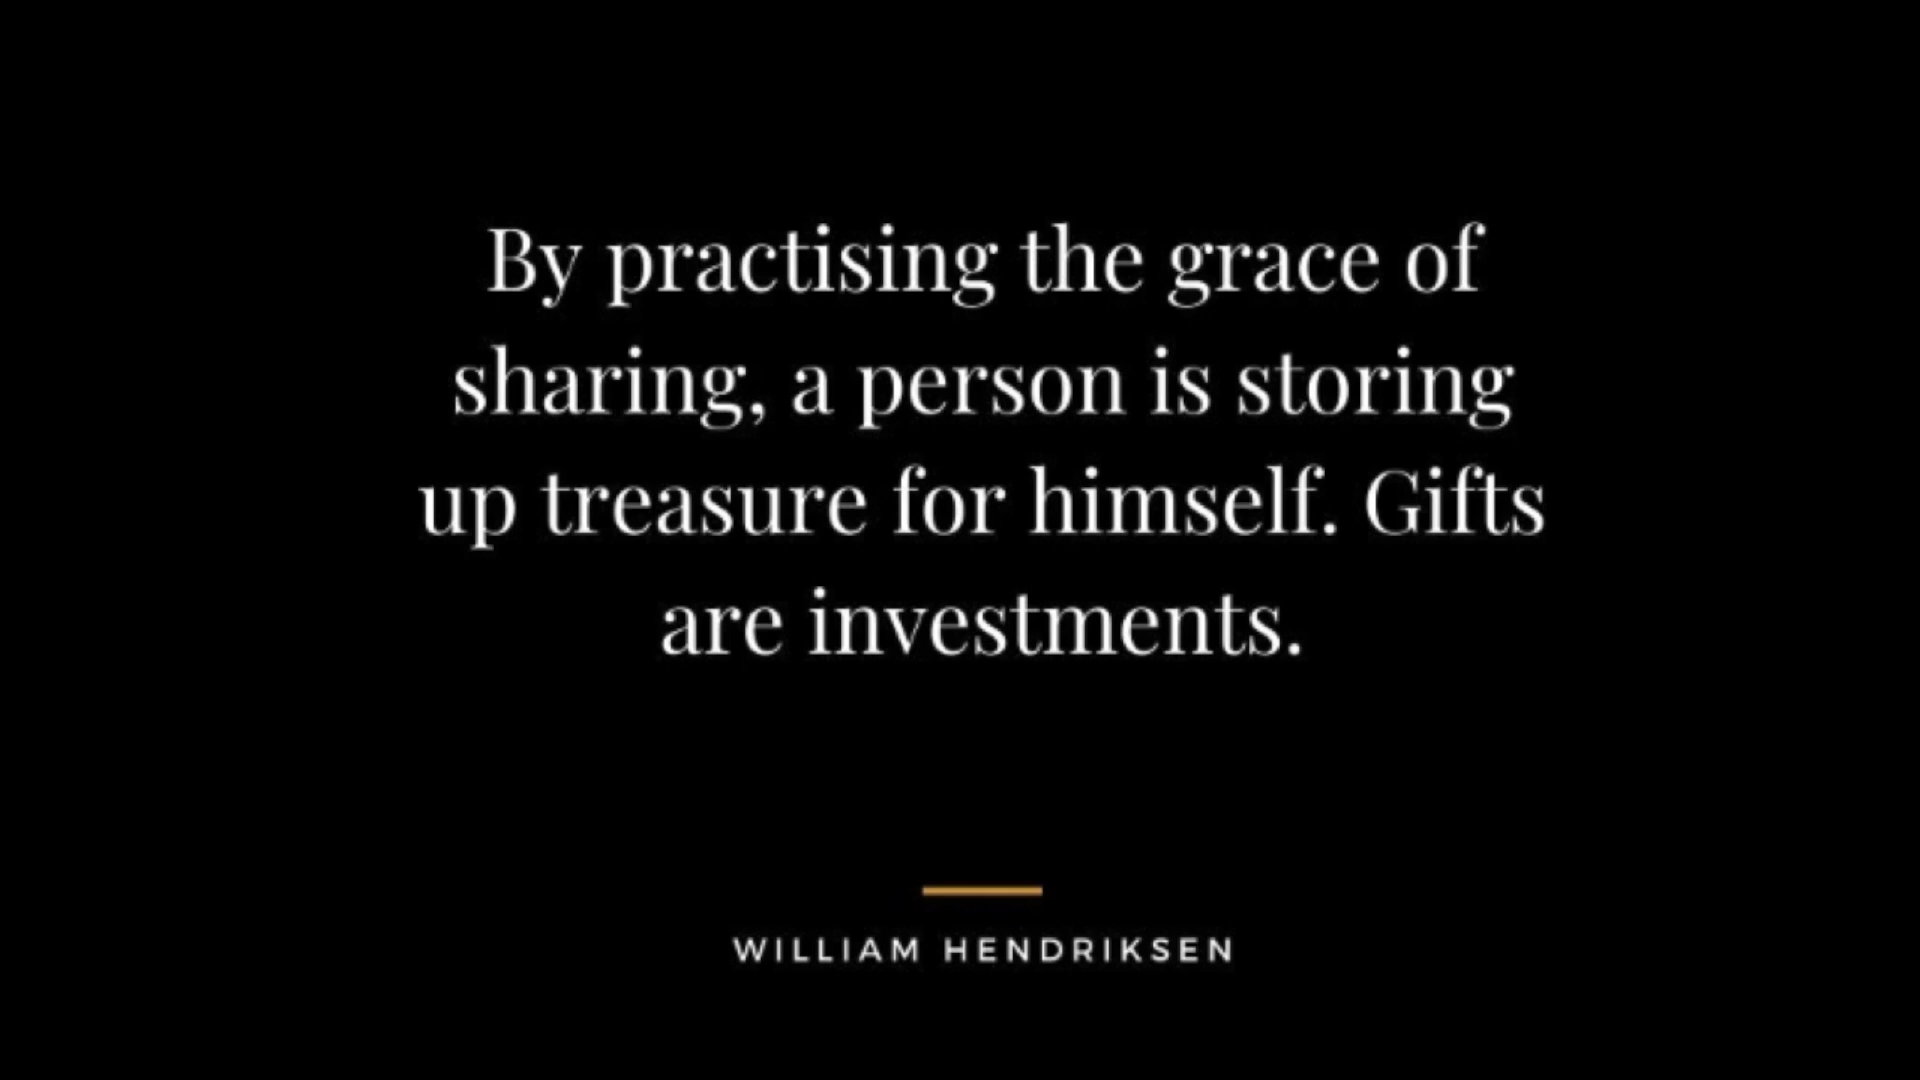 By practising the grace of
sharing, a person is storing
up treasure for himself. Gifts
are investments.
WILLIAM HENDRIKSEN